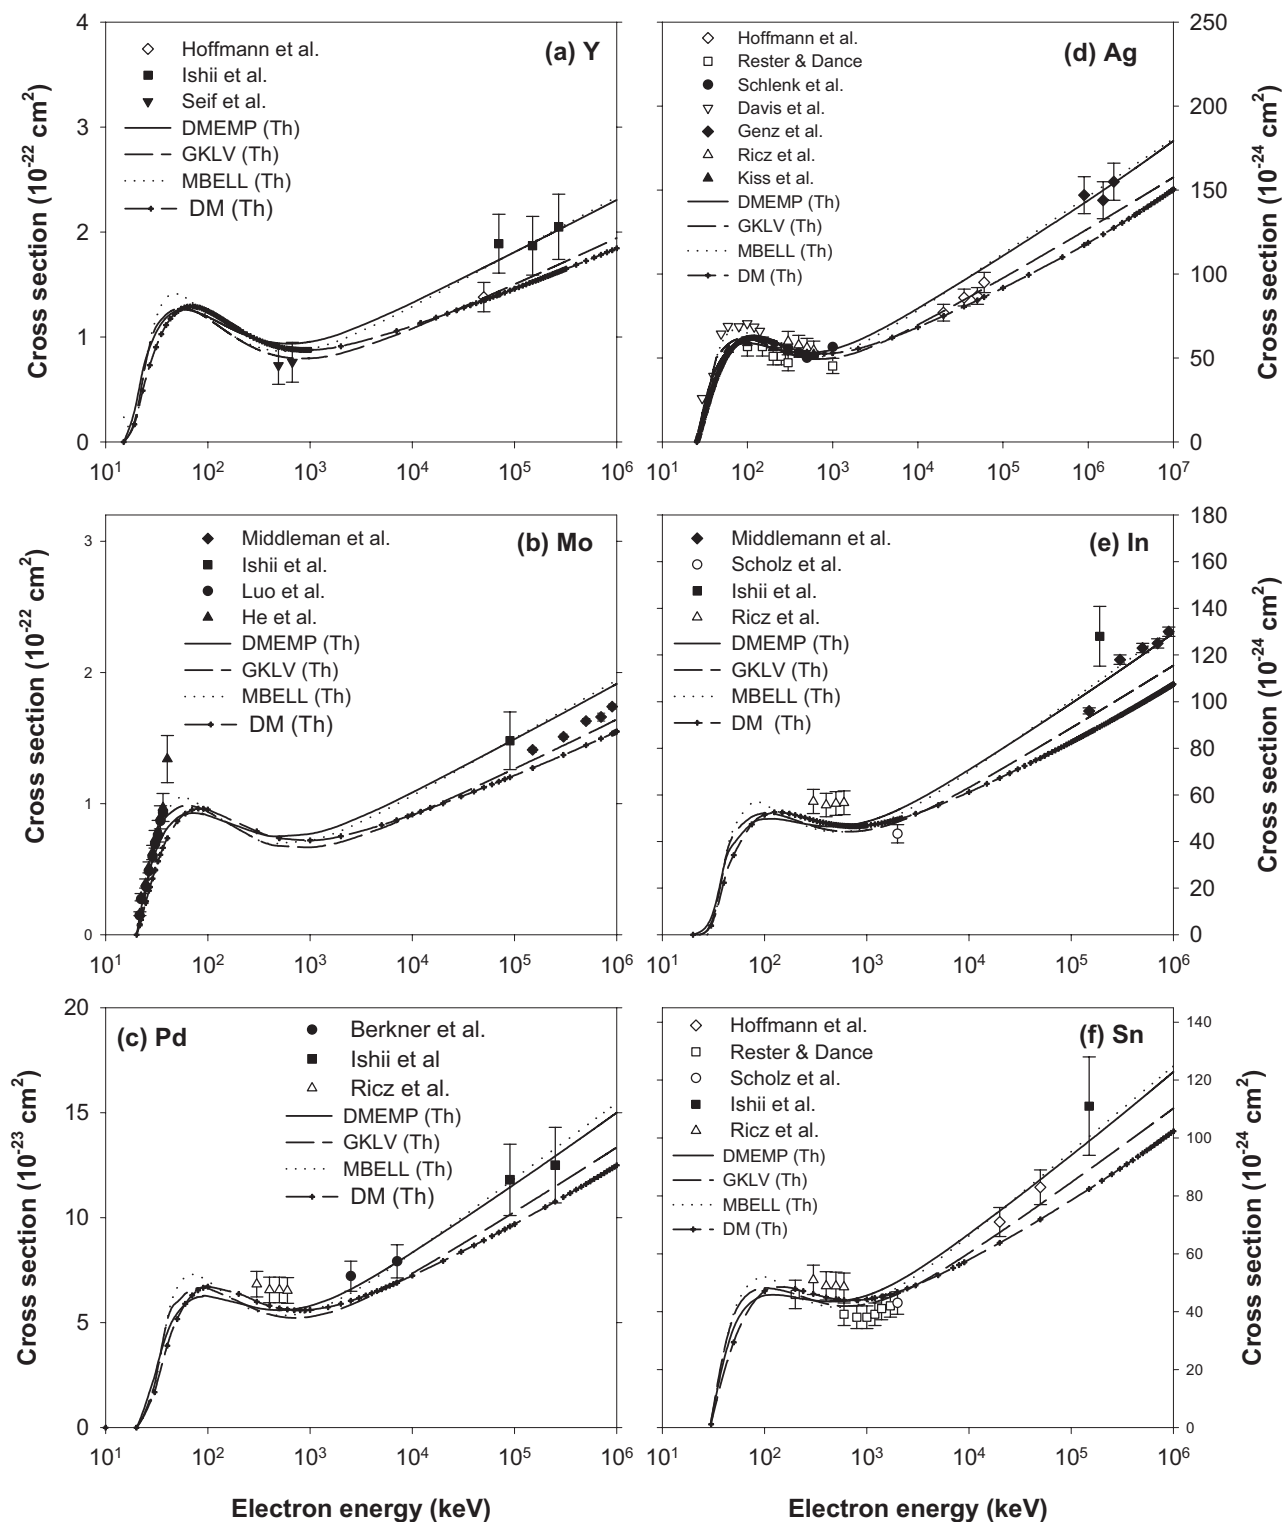 (a) Y
Cross section (10-22 cm2)
4
3
2
1
0
Hoffmann et al.
Ishii et al.
Seif et al.
DMEMP (Th)
GKLV (Th)
MBELL (Th)
DM (Th)
101 102 103 104 105 106
(d) Ag
Cross section (10-24 cm2)
250
200
150
100
50
0
Hoffmann et al.
Rester & Dance
Schlenk et al.
Davis et al.
Genz et al.
Ricz et al.
Kiss et al.
DMEMP (Th)
GKLV (Th)
MBELL (Th)
DM (Th)
101 102 103 104 105 106 107
(b) Mo
Cross section (10-22 cm2)
3
2
1
0
Middleman et al.
Ishii et al.
Luo et al.
He et al.
DMEMP (Th)
GKLV (Th)
MBELL (Th)
DM (Th)
101 102 103 104 105 106
(e) In
Cross section (10-24 cm2)
180
160
140
120
100
80
60
40
20
0
Middlemann et al.
Scholz et al.
Ishii et al.
Ricz et al.
DMEMP (Th)
GKLV (Th)
MBELL (Th)
DM (Th)
101 102 103 104 105 106
(c) Pd
Cross section (10-23 cm2)
20
15
10
5
0
Berkner et al.
Ishii et al
Ricz et al.
DMEMP (Th)
GKLV (Th)
MBELL (Th)
DM (Th)
101 102 103 104 105 106
Electron energy (keV)
(f) Sn
Cross section (10-24 cm2)
140
120
100
80
60
40
20
0
Hoffmann et al.
Rester & Dance
Scholz et al.
Ishii et al.
Ricz et al.
DMEMP (Th)
GKLV (Th)
MBELL (Th)
DM (Th)
101 102 103 104 105 106
Electron energy (keV)